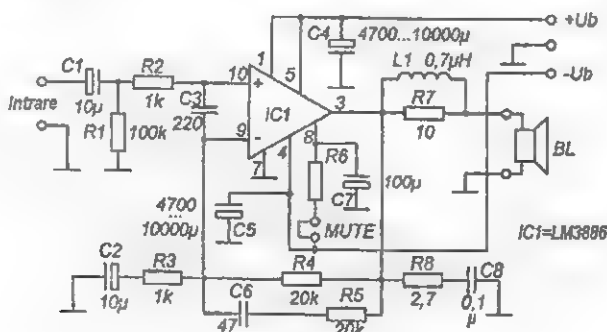 C4 4700...10000µ
+Ub
C1
R2
1
5
L1 0,7µH
-Ub
10
+
Intrare
10µ
1k
C3
IC1
3
R7
R1
100k
220
9
-
8
10
BL
4
7
R6
C7
100µ
4700
...
10000µ
C5
MUTE
IC1=LM3886
C2
R3
R4
R8
C8
10µ
1k
20k
2,7
0,1
µ
C6
R5
47
20k